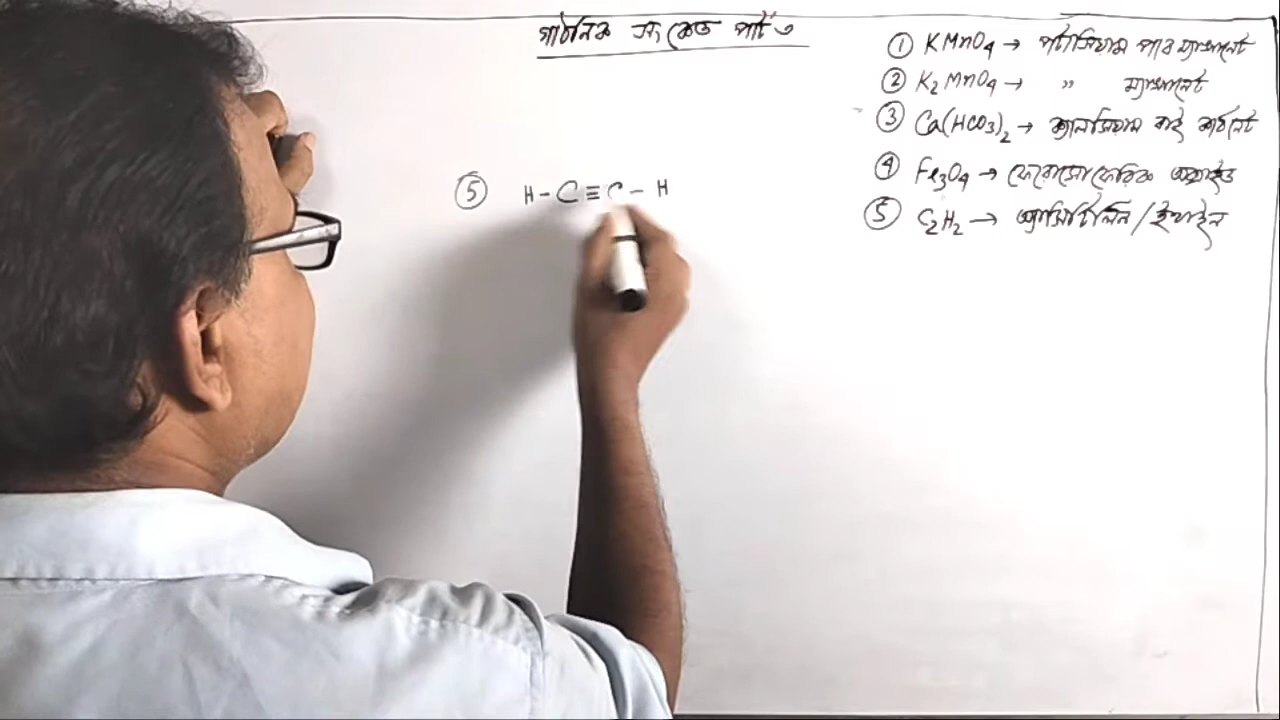 গাঠনিক সংকেত পার্ট ৩
① KMnO4 → পটাসিয়াম পার ম্যাঙ্গানেট
② K2MnO4 → " ম্যাঙ্গানেট
③ Ca(HCO3)2 → ক্যালসিয়াম বাই কার্বনেট
④ Fe3O4 → ফেরোসোফেরিক অক্সাইড
⑤ C2H2 → অ্যাসিটিলিন/ইথাইন
⑤ H-C≡C-H